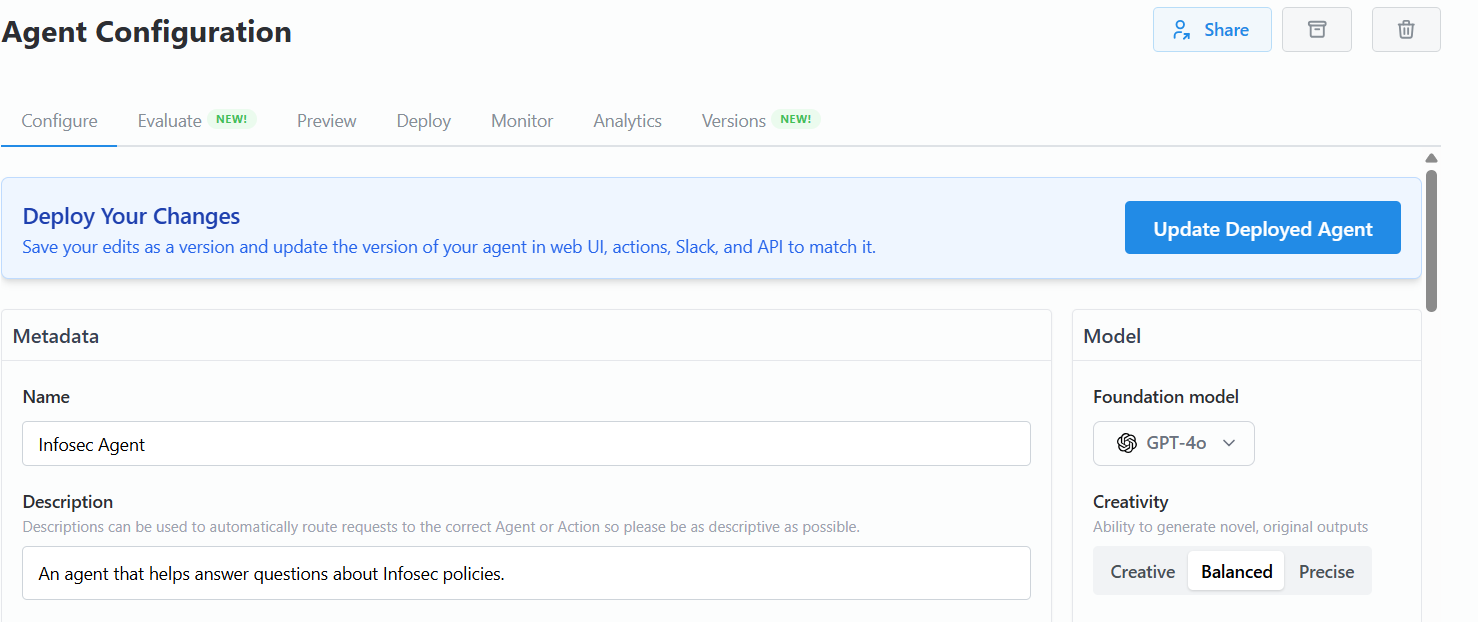 Agent Configuration
Share
Configure Evaluate NEW! Preview Deploy Monitor Analytics Versions NEW!
Deploy Your Changes
Save your edits as a version and update the version of your agent in web UI, actions, Slack, and API to match it.
Update Deployed Agent
Metadata
Name
Infosec Agent
Description
Descriptions can be used to automatically route requests to the correct Agent or Action so please be as descriptive as possible.
An agent that helps answer questions about Infosec policies.
Model
Foundation model
GPT-4o
Creativity
Ability to generate novel, original outputs
Creative Balanced Precise